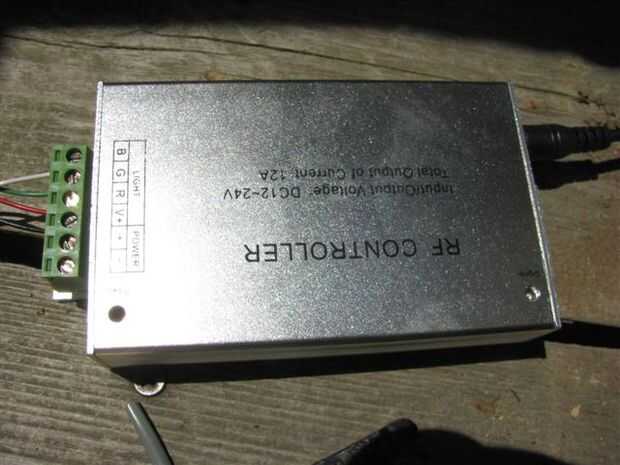 RF CONTROLLER
Input/Output Voltage: DC12~24V
Total Output of Current: 12A
POWER
LIGHT
- + V+ R G B